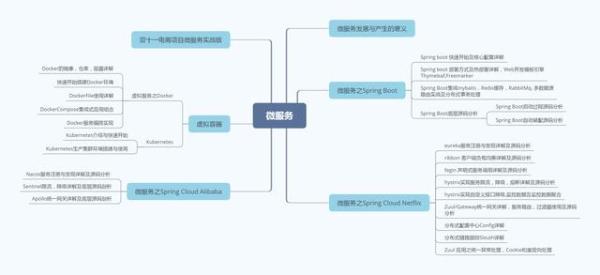 微服务
双十一电商项目微服务实战版
虚拟容器
虚拟服务之Docker
Docker的镜像，仓库，容器详解
快速开始搭建Docker环境
DockerFile使用详解
DockerCompose集成式应用组合
Docker服务编排实现
Kubernetes
Kubernetes介绍与快速开始
Kubernetes生产集群环境搭建与使用
微服务之Spring Cloud Alibaba
Nacos服务注册与发现详解及源码分析
Sentinel限流，降级详解及底层源码剖析
Apollo统一网关详解及底层源码剖析
微服务发展与产生的意义
微服务之Spring Boot
Spring boot 快速开始及核心配置详解
Spring boot 部署方式及热部署详解，Web开发模板引擎
Thymeleaf,Freemarker
Spring Boot集成mybatis，Redis缓存，RabbitMq, 多数据源
路由实战及分布式事务处理
Spring Boot底层源码分析
Spring Boot启动过程源码分析
Spring Boot自动装配源码分析
微服务之Spring Cloud Netflix
eureka服务注册与发现详解及源码分析
ribbon 客户端负载均衡详解及源码分析
fegin 声明式服务调用详解及源码分析
hystrix实现服务限流，降级，熔断详解及源码分析
hystrix实现自定义接口降级,监控数据及监控数据聚合
Zuul/Gateway统一网关详解，服务路由，过滤器使用及源码
分析
分布式配置中心Config详解
分布式链路跟踪Sleuth详解
Zuul 应用之统一异常处理，Cookie和重定向处理